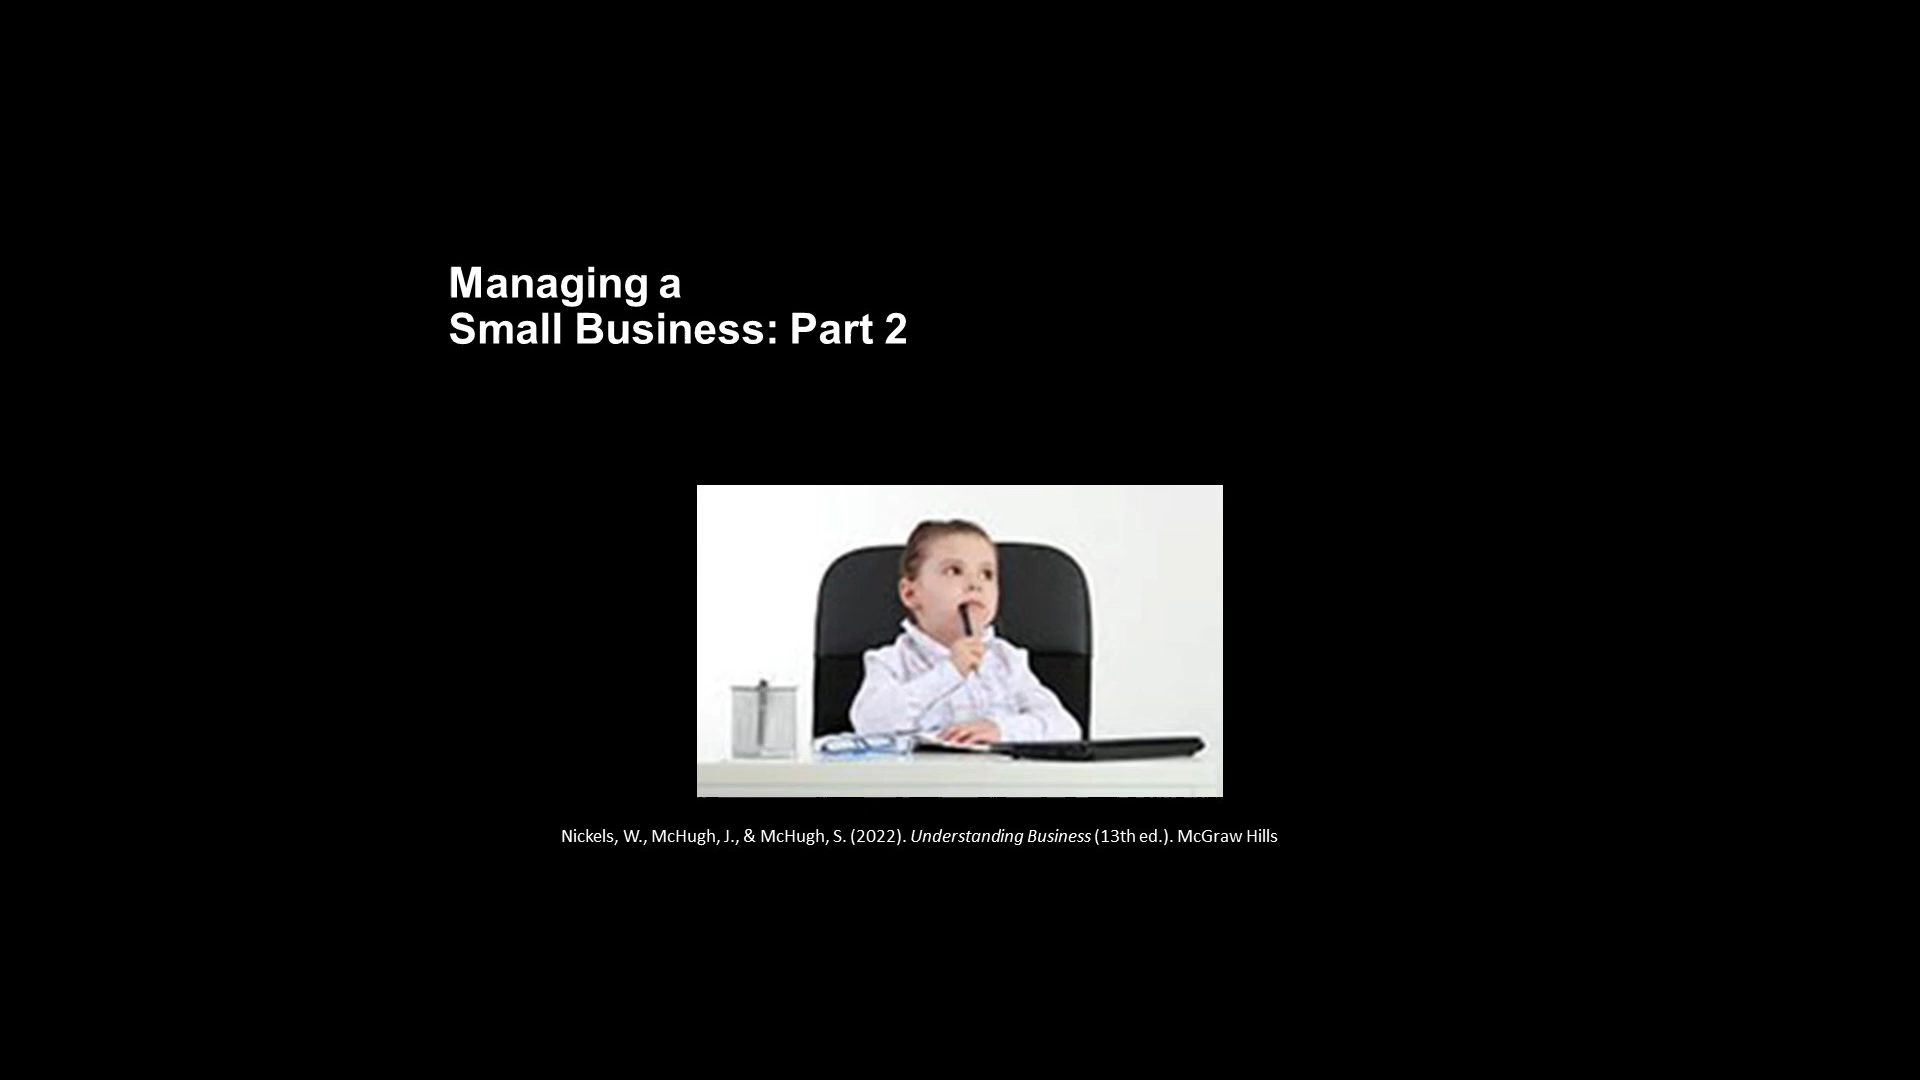 Managing a
Small Business: Part 2
Nickels, W., McHugh, J., & McHugh, S. (2022). Understanding Business (13th ed.). McGraw Hills